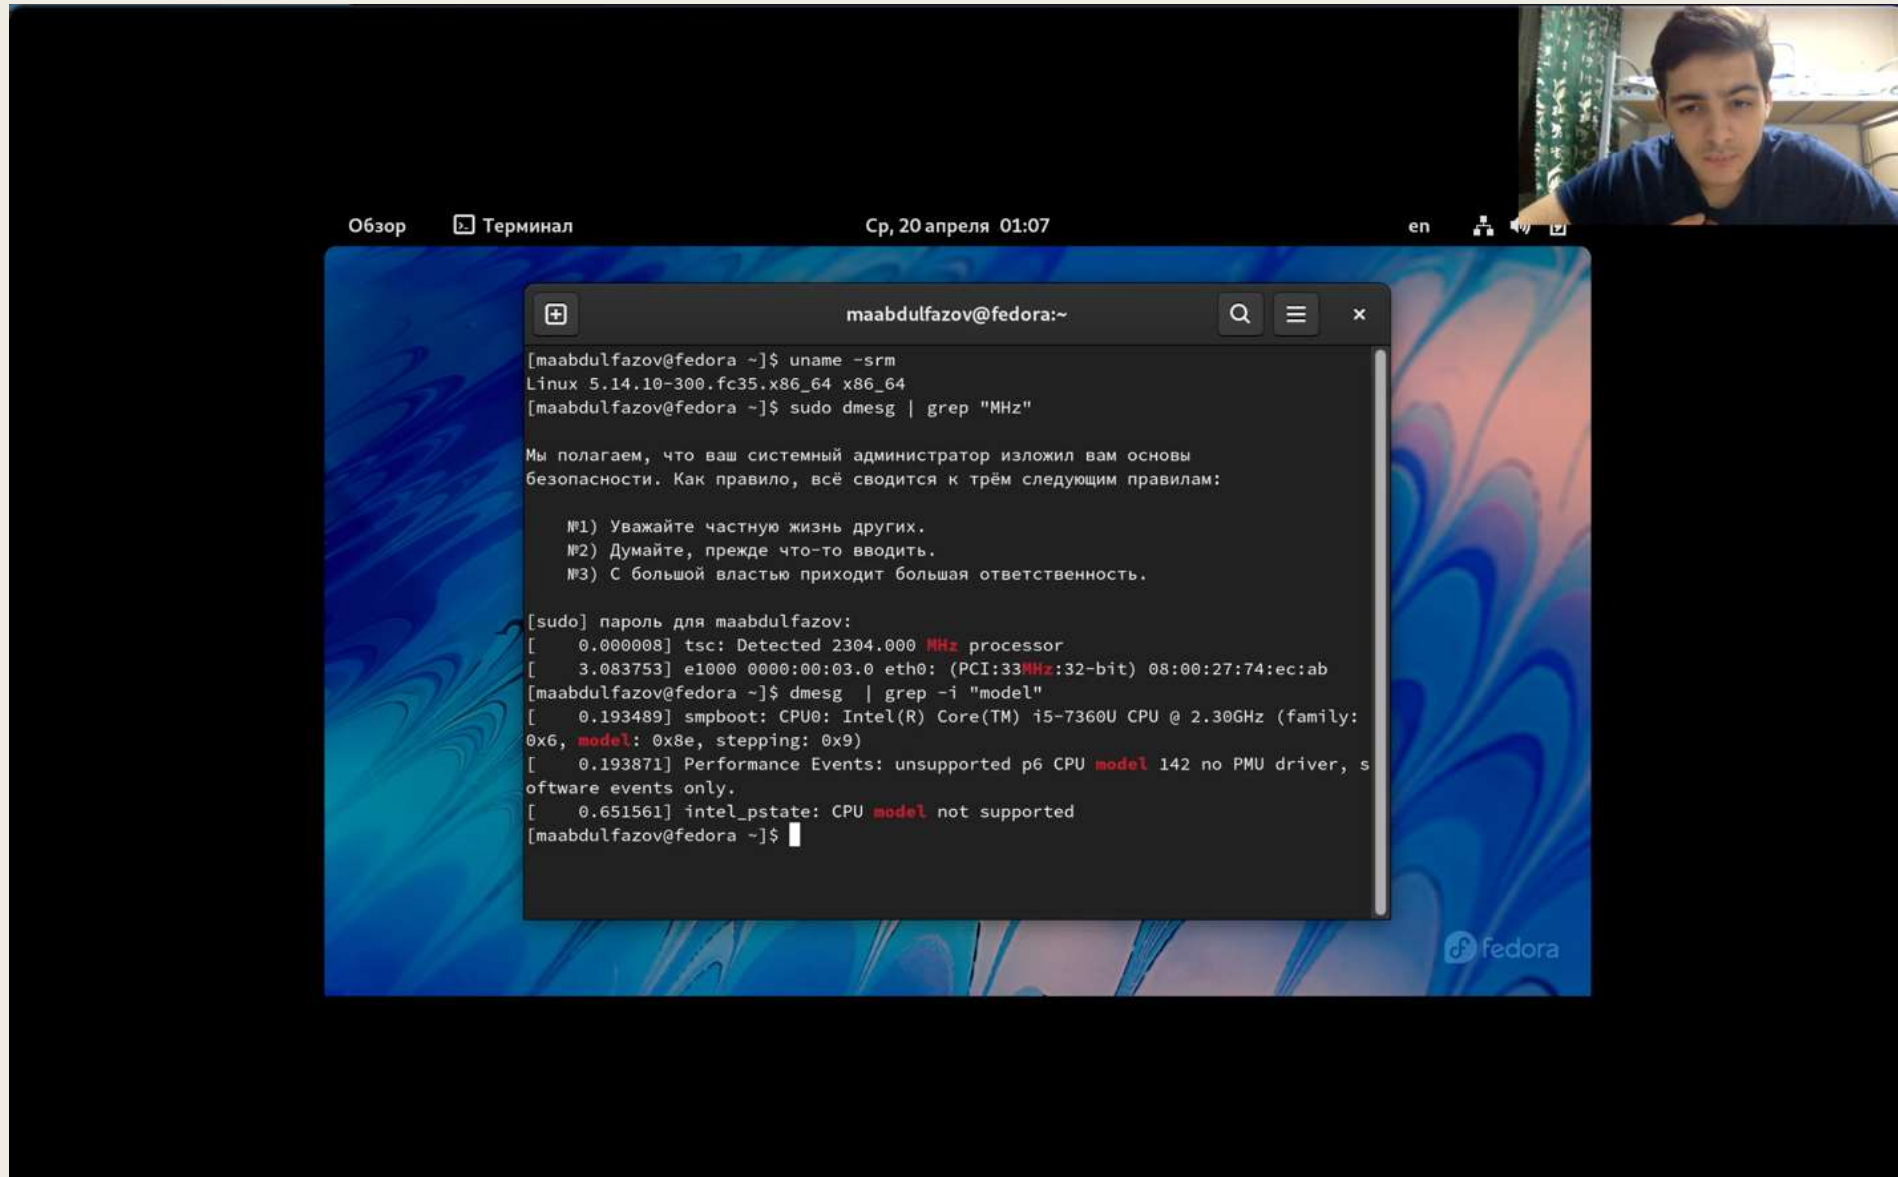 Обзор Терминал Ср, 20 апреля 01:07 en
maabdulfazov@fedora:~
[maabdulfazov@fedora ~]$ uname -srm
Linux 5.14.10-300.fc35.x86_64 x86_64
[maabdulfazov@fedora ~]$ sudo dmesg | grep "MHz"
Мы полагаем, что ваш системный администратор изложил вам основы
безопасности. Как правило, всё сводится к трём следующим правилам:
№1) Уважайте частную жизнь других.
№2) Думайте, прежде что-то вводить.
№3) С большой властью приходит большая ответственность.
[sudo] пароль для maabdulfazov:
[    0.000008] tsc: Detected 2304.000 MHz processor
[    3.083753] e1000 0000:00:03.0 eth0: (PCI:33MHz:32-bit) 08:00:27:74:ec:ab
[maabdulfazov@fedora ~]$ dmesg  | grep -i "model"
[    0.193489] smpboot: CPU0: Intel(R) Core(TM) i5-7360U CPU @ 2.30GHz (family:
0x6, model: 0x8e, stepping: 0x9)
[    0.193871] Performance Events: unsupported p6 CPU model 142 no PMU driver, s
oftware events only.
[    0.651561] intel_pstate: CPU model not supported
[maabdulfazov@fedora ~]$
fedora